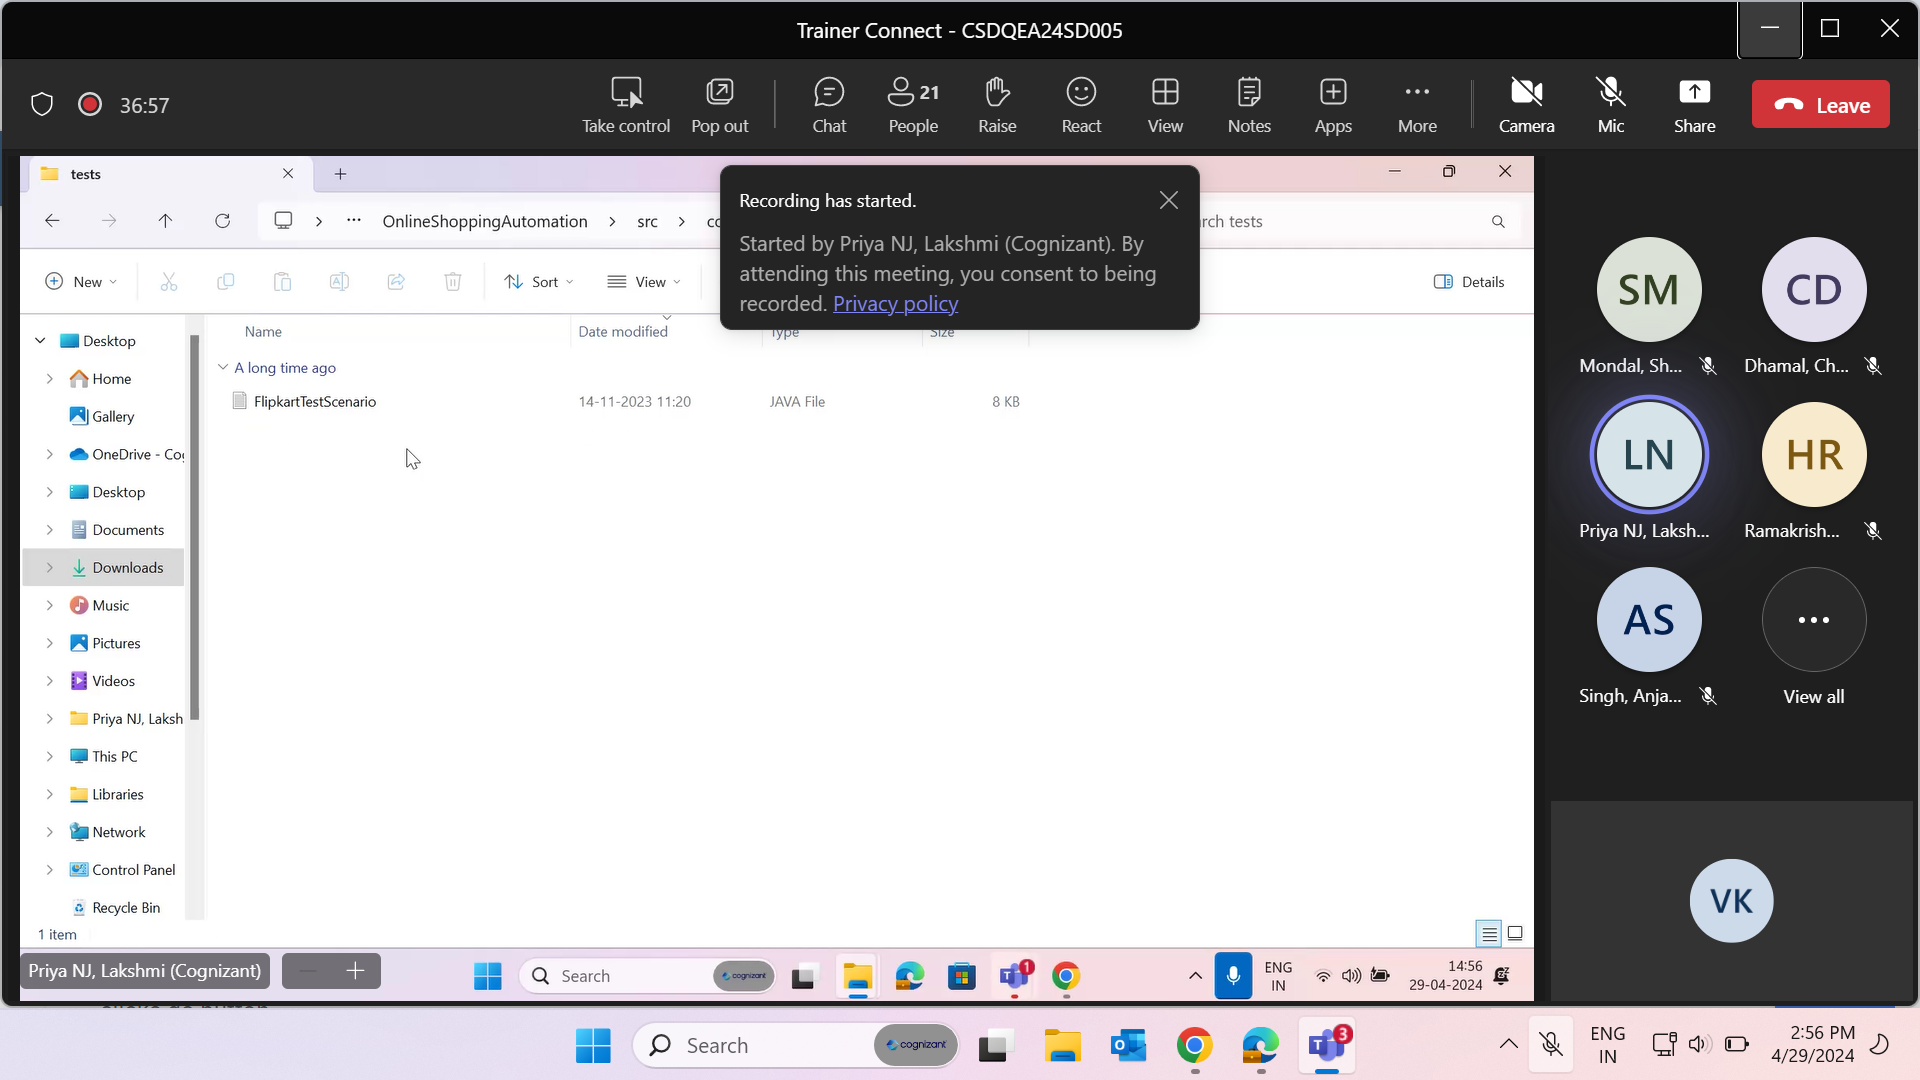 Trainer Connect - CSDQEA24SD005
36:57
Take control
Pop out
Chat
21
People
Raise
React
View
Notes
Apps
More
Camera
Mic
Share
Leave
tests
OnlineShoppingAutomation
src
tests
New
Sort
View
Details
Recording has started.
Started by Priya NJ, Lakshmi (Cognizant). By
attending this meeting, you consent to being
recorded. Privacy policy
Name
Date modified
Type
Size
A long time ago
FlipkartTestScenario
14-11-2023 11:20
JAVA File
8 KB
Desktop
Home
Gallery
OneDrive - Co
Desktop
Documents
Downloads
Music
Pictures
Videos
Priya NJ, Laksh
This PC
Libraries
Network
Control Panel
Recycle Bin
1 item
SM
Mondal, Sh...
CD
Dhamal, Ch...
LN
Priya NJ, Laksh...
HR
Ramakrish...
AS
Singh, Anja...
View all
VK
Priya NJ, Lakshmi (Cognizant)
Search
cognizant
1
ENG
IN
14:56
29-04-2024
Search
cognizant
3
ENG
IN
2:56 PM
4/29/2024